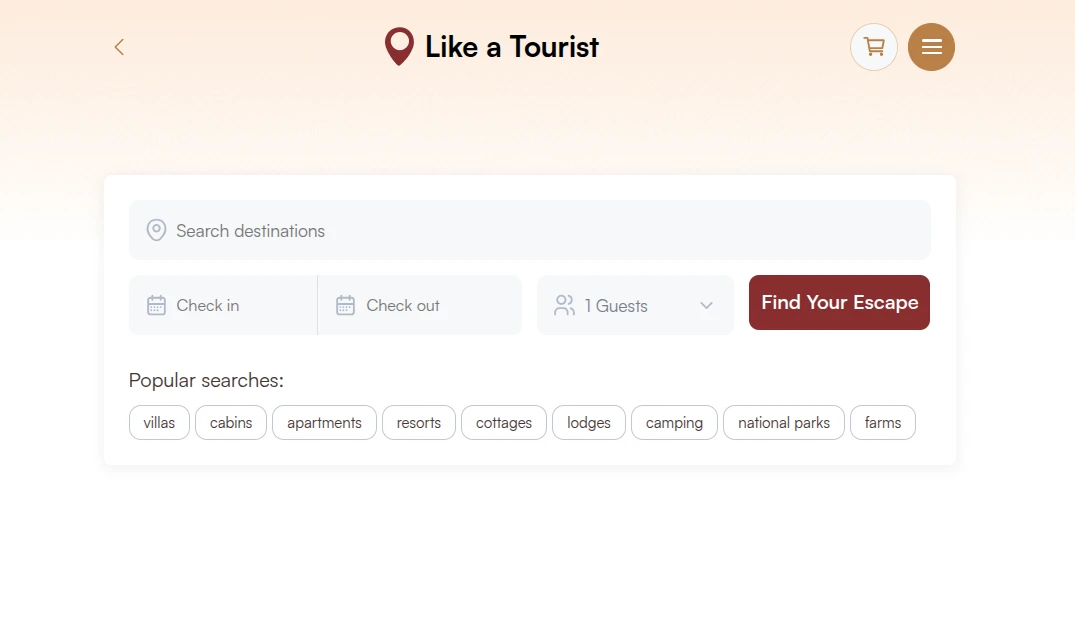 Like a Tourist
Search destinations
Check in Check out 1 Guests Find Your Escape
Popular searches:
villas cabins apartments resorts cottages lodges camping national parks farms